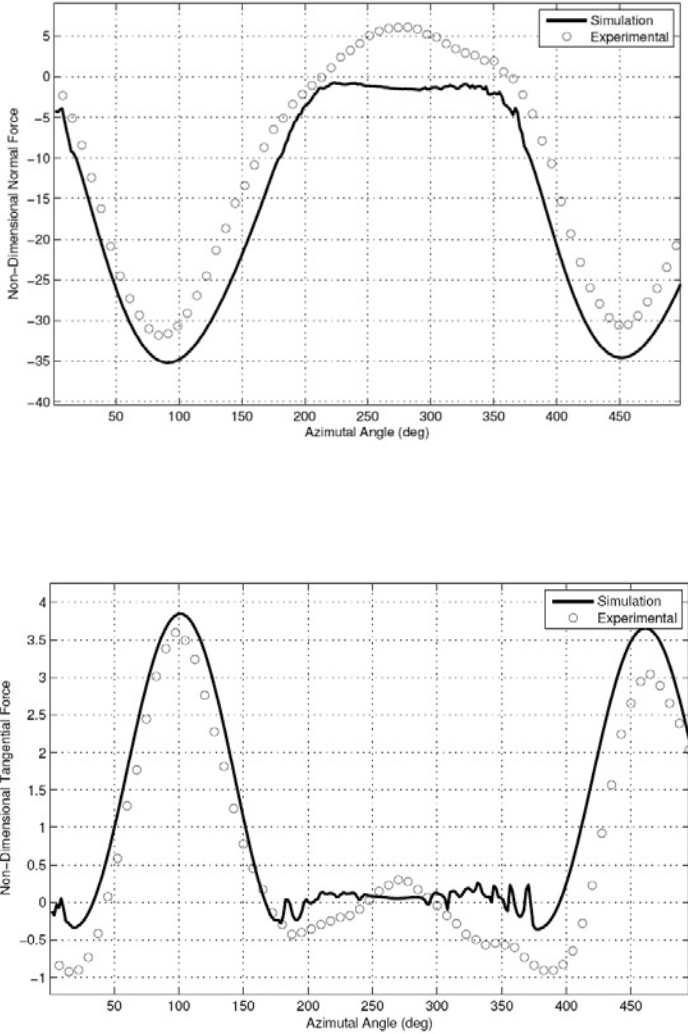 Simulation
Experimental
5
0
−5
−10
−15
−20
−25
−30
−35
−40
Non−Dimensional Normal Force
50 100 150 200 250 300 350 400 450
Azimutal Angle (deg)
Simulation
Experimental
4
3.5
3
2.5
2
1.5
1
0.5
0
−0.5
−1
Non−Dimensional Tangential Force
50 100 150 200 250 300 350 400 450
Azimutal Angle (deg)